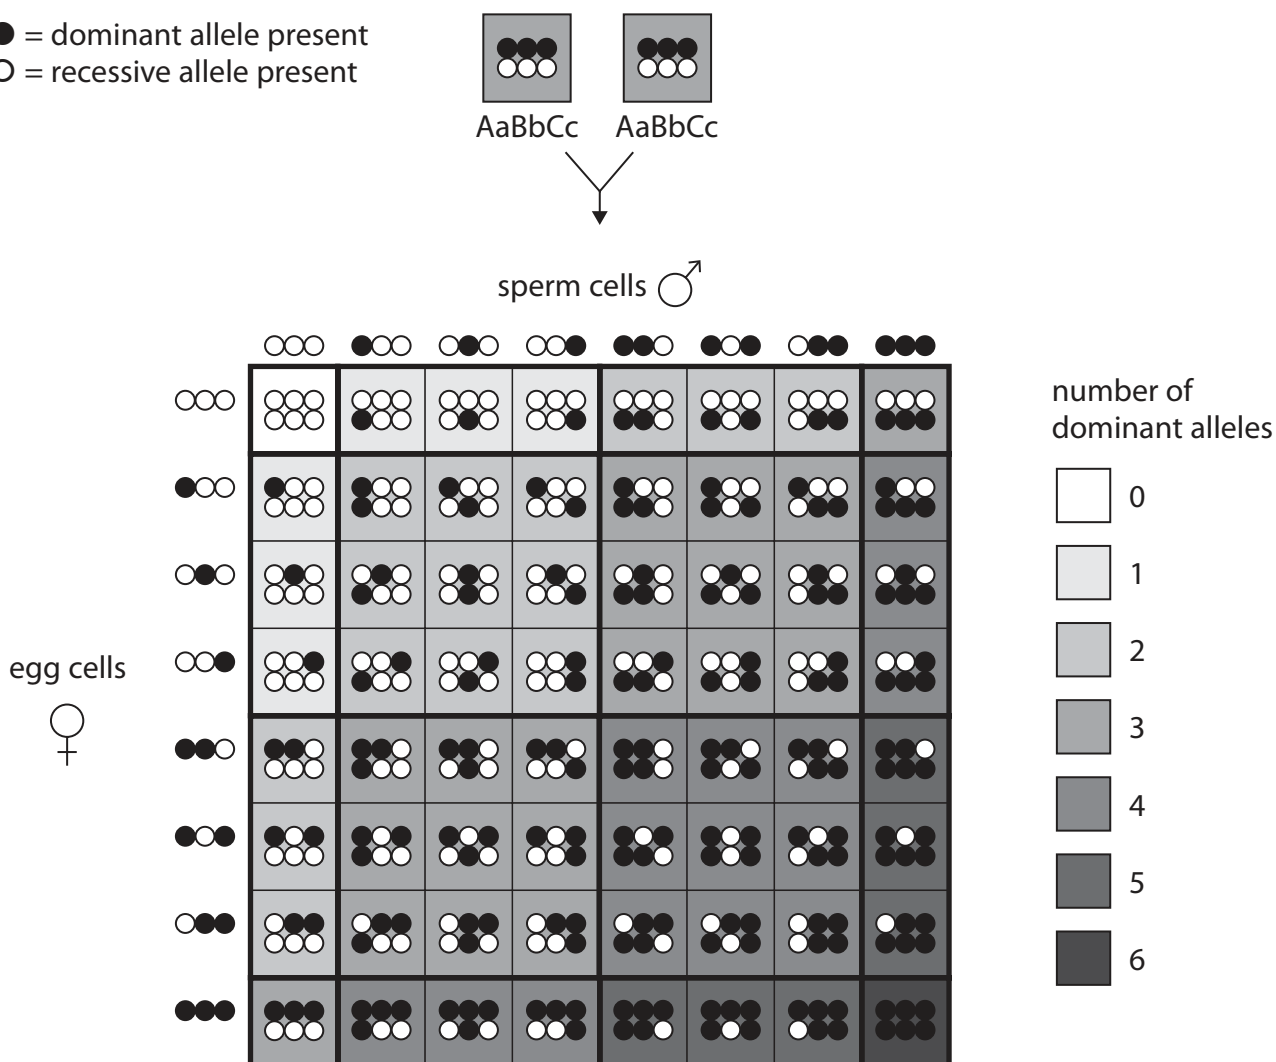 = dominant allele present
= recessive allele present
AaBbCc AaBbCc
sperm cells
number of
dominant alleles
0
1
2
egg cells
3
4
5
6